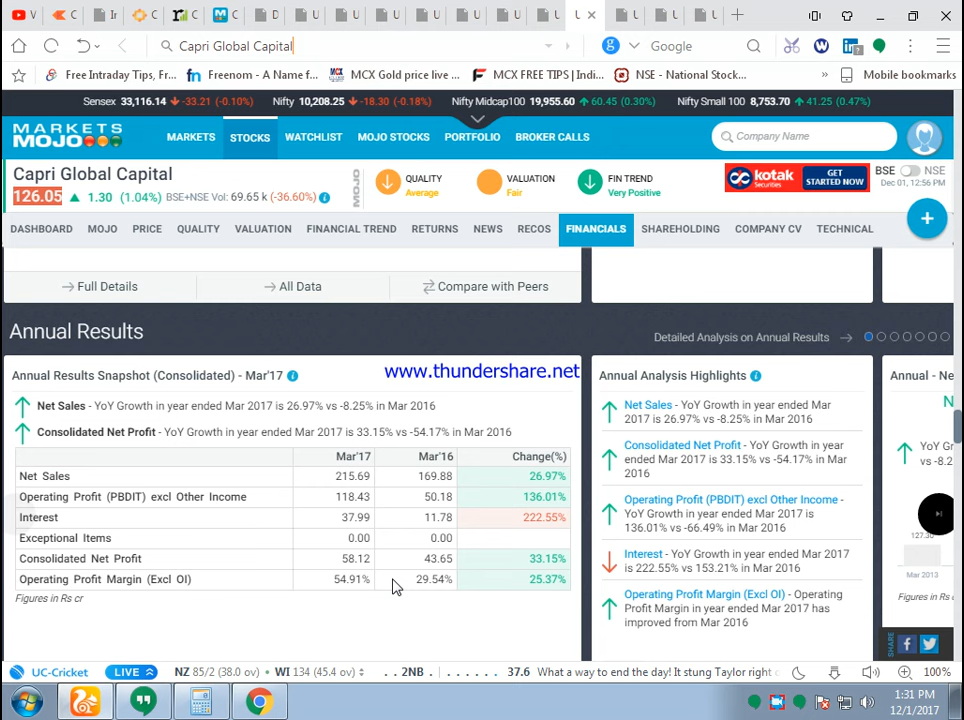 V
C
Ir
C
C
C
D
U
U
U
U
U
U
L
U
U
U
U
Capri Global Capital
g
Google
W
in
Free Intraday Tips, Fr...
fn Freenom - A Name f...
MCX MCX Gold price live ...
MCX FREE TIPS | Indi...
NSE - National Stock...
»
Mobile bookmarks
Sensex 33,116.14 -33.21 (-0.10%)
Nifty 10,208.25 -18.30 (-0.18%)
Nifty Midcap100 19,955.60 60.45 (0.30%)
Nifty Small 100 8,753.70 41.25 (0.47%)
MARKETS
MOJO
MARKETS
STOCKS
WATCHLIST
MOJO STOCKS
PORTFOLIO
BROKER CALLS
Company Name
Capri Global Capital
126.05 ▲ 1.30 (1.04%) BSE+NSE Vol: 69.65 k (-36.60%)
MOJO
QUALITY
Average
VALUATION
Fair
FIN TREND
Very Positive
kotak
Securities
GET
STARTED NOW
BSE NSE
Dec 01, 12:56 PM
+
DASHBOARD
MOJO
PRICE
QUALITY
VALUATION
FINANCIAL TREND
RETURNS
NEWS
RECOS
FINANCIALS
SHAREHOLDING
COMPANY CV
TECHNICAL
Full Details
All Data
Compare with Peers
Annual Results
Detailed Analysis on Annual Results
www.thundershare.net
Annual Results Snapshot (Consolidated) - Mar'17
Net Sales - YoY Growth in year ended Mar 2017 is 26.97% vs -8.25% in Mar 2016
Consolidated Net Profit - YoY Growth in year ended Mar 2017 is 33.15% vs -54.17% in Mar 2016
Mar'17 Mar'16 Change(%)
Net Sales 215.69 169.88 26.97%
Operating Profit (PBDIT) excl Other Income 118.43 50.18 136.01%
Interest 37.99 11.78 222.55%
Exceptional Items 0.00 0.00
Consolidated Net Profit 58.12 43.65 33.15%
Operating Profit Margin (Excl OI) 54.91% 29.54% 25.37%
Figures in Rs cr
Annual Analysis Highlights
Net Sales - YoY Growth in year ended Mar
2017 is 26.97% vs -8.25% in Mar 2016
Consolidated Net Profit - YoY Growth in year
ended Mar 2017 is 33.15% vs -54.17% in Mar
2016
Operating Profit (PBDIT) excl Other Income -
YoY Growth in year ended Mar 2017 is
136.01% vs -66.49% in Mar 2016
Interest - YoY Growth in year ended Mar 2017
is 222.55% vs 153.21% in Mar 2016
Operating Profit Margin (Excl OI) - Operating
Profit Margin in year ended Mar 2017 has
improved from Mar 2016
Annual - Ne
N
YoY G
vs -8.2
127.30
Mar 2013
Figures in Rs
SHARE
f
UC-Cricket
LIVE
NZ 85/2 (38.0 ov) • WI 134 (45.4 ov)
. . 2NB . . . . . .
37.6 What a way to end the day! It stung Taylor right
100%
1:31 PM
12/1/2017